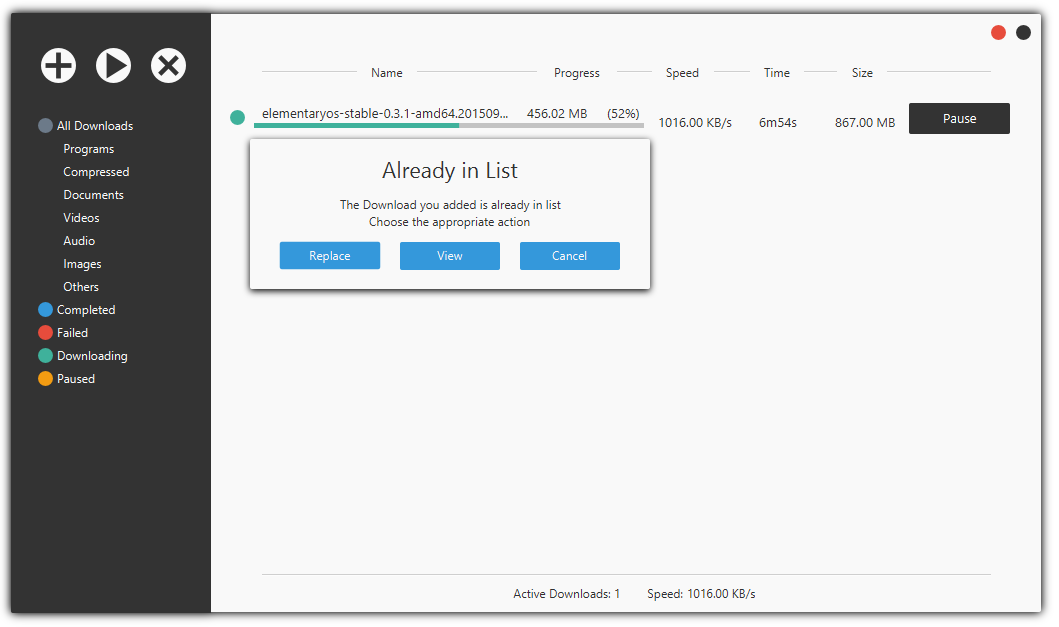 All Downloads
Programs
Compressed
Documents
Videos
Audio
Images
Others
Completed
Failed
Downloading
Paused
Name Progress Speed Time Size
elementaryos-stable-0.3.1-amd64.201509... 456.02 MB (52%) 1016.00 KB/s 6m54s 867.00 MB Pause
Already in List
The Download you added is already in list
Choose the appropriate action
Replace View Cancel
Active Downloads: 1 Speed: 1016.00 KB/s